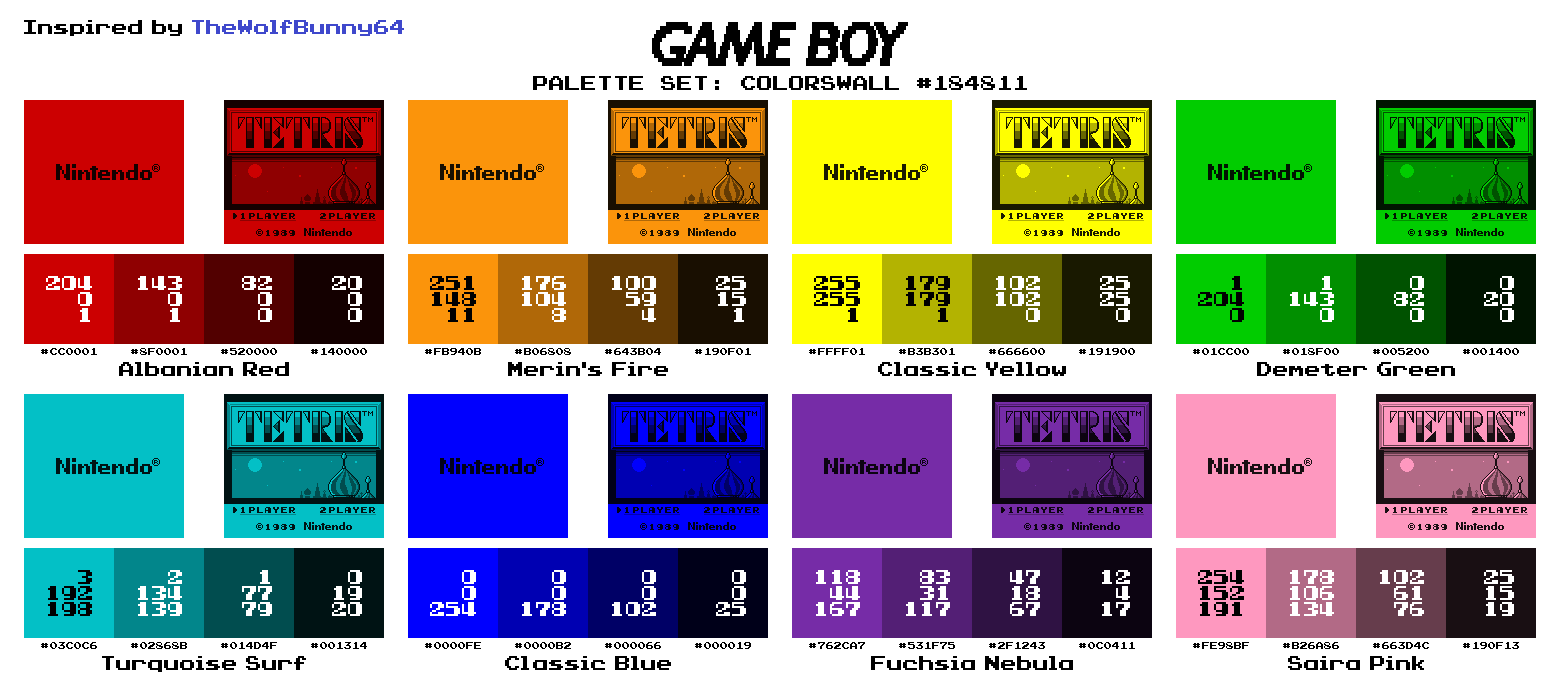 Inspired by TheWolfBunny64
GAME BOY
PALETTE SET: COLORSWALL #184811
Nintendo®
TETRIS™
1PLAYER 2PLAYER
©1989 Nintendo
204 0 1
143 0 1
82 0 0
20 0 0
#CC0001 #8F0001 #520000 #140000
Albanian Red
Nintendo®
TETRIS™
1PLAYER 2PLAYER
©1989 Nintendo
251 148 11
176 104 8
100 59 4
25 15 1
#FB940B #B06808 #643B04 #190F01
Merin's Fire
Nintendo®
TETRIS™
1PLAYER 2PLAYER
©1989 Nintendo
255 255 1
179 179 1
102 102 0
25 25 0
#FFFF01 #B3B301 #666600 #191900
Classic Yellow
Nintendo®
TETRIS™
1PLAYER 2PLAYER
©1989 Nintendo
1 204 0
1 143 0
0 82 0
0 20 0
#01CC00 #018F00 #005200 #001400
Demeter Green
Nintendo®
TETRIS™
1PLAYER 2PLAYER
©1989 Nintendo
3 192 198
2 134 139
1 77 79
0 19 20
#03C0C6 #02868B #014D4F #001314
Turquoise Surf
Nintendo®
TETRIS™
1PLAYER 2PLAYER
©1989 Nintendo
0 0 254
0 0 178
0 0 102
0 0 25
#0000FE #0000B2 #000066 #000019
Classic Blue
Nintendo®
TETRIS™
1PLAYER 2PLAYER
©1989 Nintendo
118 44 167
83 31 117
47 18 67
12 4 17
#762CA7 #531F75 #2F1243 #0C0411
Fuchsia Nebula
Nintendo®
TETRIS™
1PLAYER 2PLAYER
©1989 Nintendo
254 152 191
178 106 134
102 61 76
25 15 19
#FE98BF #B26A86 #663D4C #190F13
Saira Pink